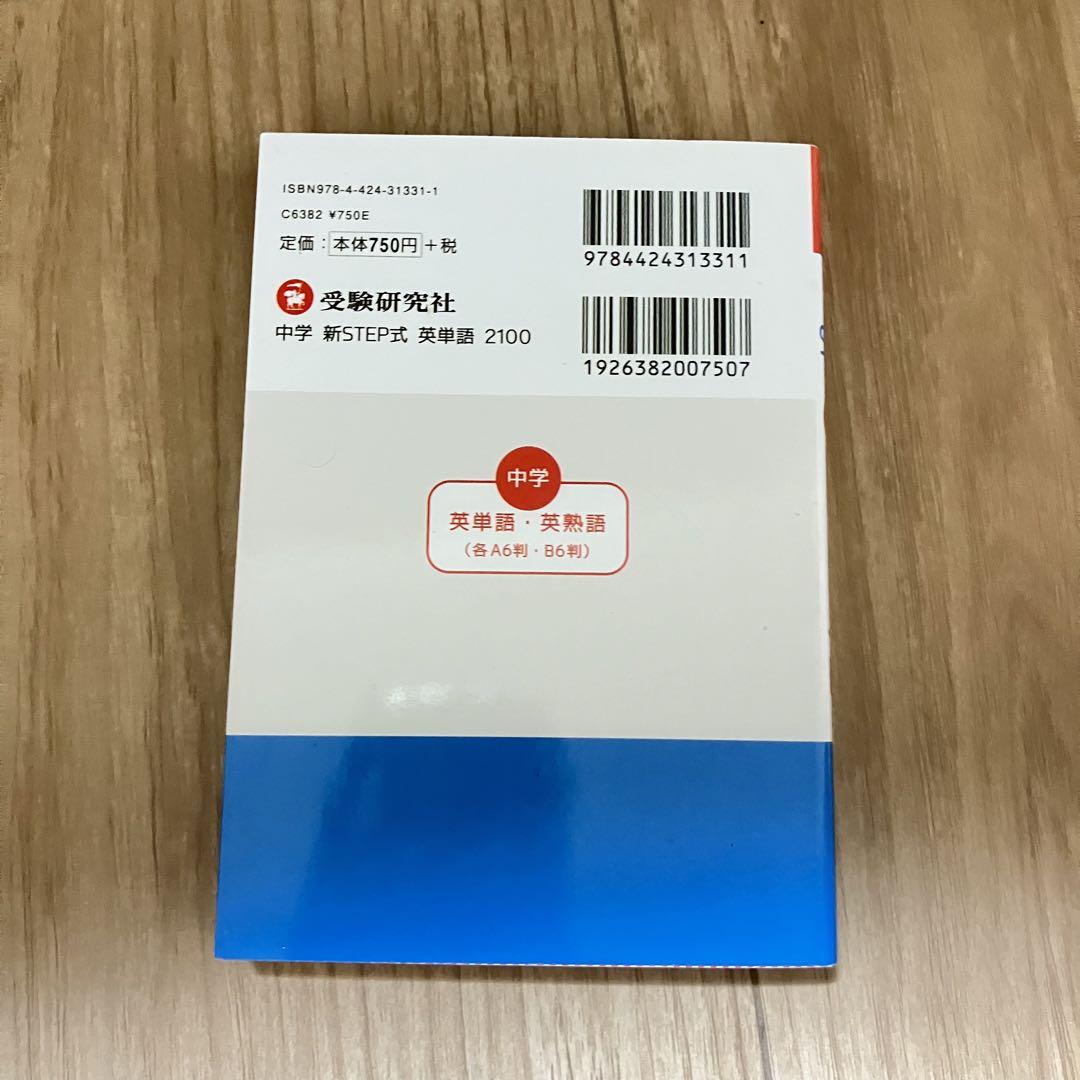 ISBN978-4-424-31331-1
C6382 ¥750E
定価：本体750円＋税
受験研究社
中学 新STEP式 英単語 2100
9784424313311
1926382007507
中学
英単語・英熟語
（各A6判・B6判）